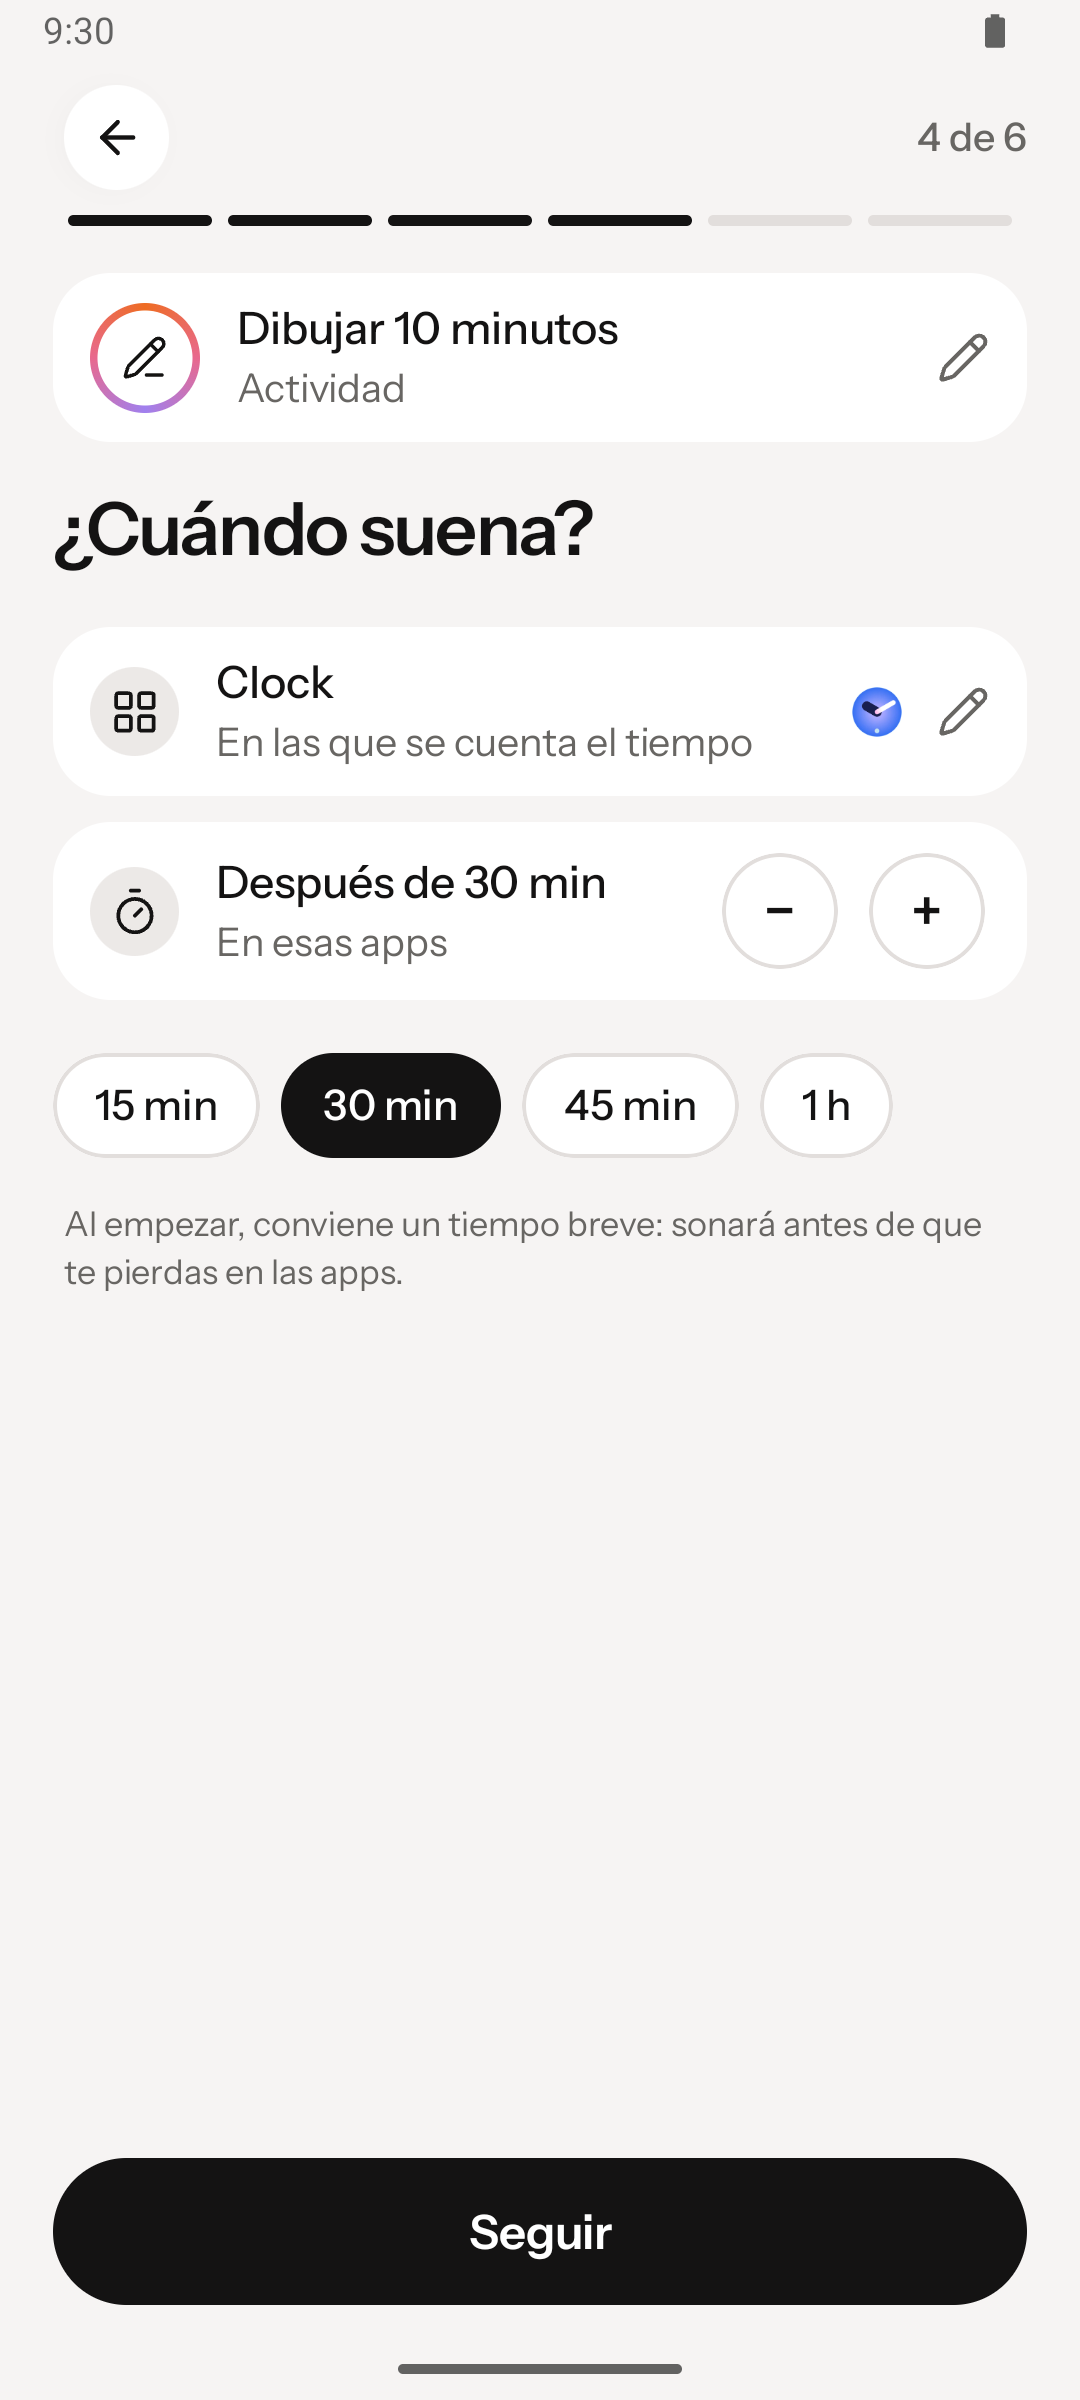 9:30
4 de 6
Dibujar 10 minutos
Actividad
¿Cuándo suena?
Clock
En las que se cuenta el tiempo
Después de 30 min
En esas apps
15 min
30 min
45 min
1 h
Al empezar, conviene un tiempo breve: sonará antes de que
te pierdas en las apps.
Seguir